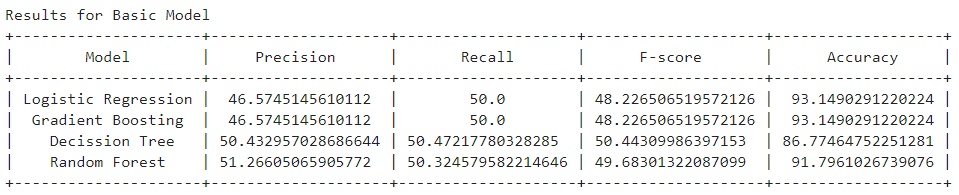 Results for Basic Model
+---------------------+-------------------+-------------------+--------------------+-------------------+
| Model | Precision | Recall | F-score | Accuracy |
+---------------------+-------------------+-------------------+--------------------+-------------------+
| Logistic Regression | 46.5745145610112 | 50.0 | 48.226506519572126 | 93.1490291220224 |
| Gradient Boosting | 46.5745145610112 | 50.0 | 48.226506519572126 | 93.1490291220224 |
| Decission Tree | 50.432957028686644 | 50.47217780328285 | 50.44309986397153 | 86.77464752251281 |
| Random Forest | 51.26605065905772 | 50.324579582214646 | 49.68301322087099 | 91.7961026739076 |
+---------------------+-------------------+-------------------+--------------------+-------------------+